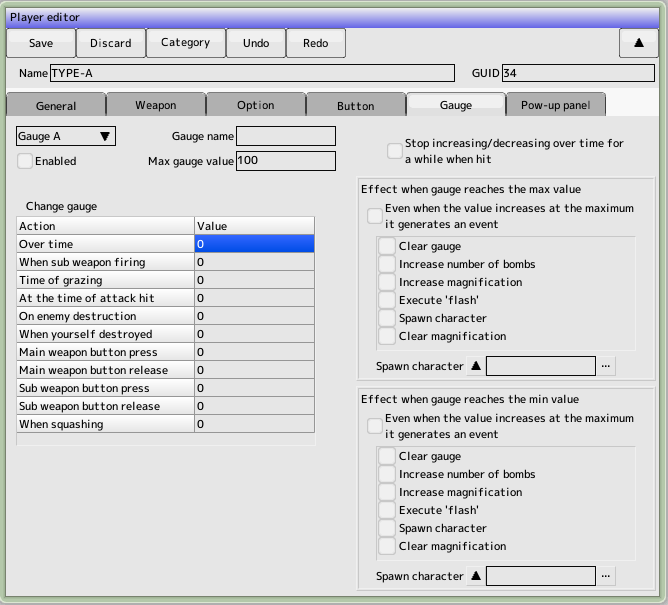 Player editor
Save Discard Category Undo Redo ▲
Name TYPE-A GUID 34
General Weapon Option Button Gauge Pow-up panel
Gauge A ▼ Gauge name
Enabled Max gauge value 100
Stop increasing/decreasing over time for
a while when hit
Change gauge
Action Value
Over time 0
When sub weapon firing 0
Time of grazing 0
At the time of attack hit 0
On enemy destruction 0
When yourself destroyed 0
Main weapon button press 0
Main weapon button release 0
Sub weapon button press 0
Sub weapon button release 0
When squashing 0
Effect when gauge reaches the max value
Even when the value increases at the maximum
it generates an event
Clear gauge
Increase number of bombs
Increase magnification
Execute 'flash'
Spawn character
Clear magnification
Spawn character ▲ ...
Effect when gauge reaches the min value
Even when the value increases at the maximum
it generates an event
Clear gauge
Increase number of bombs
Increase magnification
Execute 'flash'
Spawn character
Clear magnification
Spawn character ▲ ...